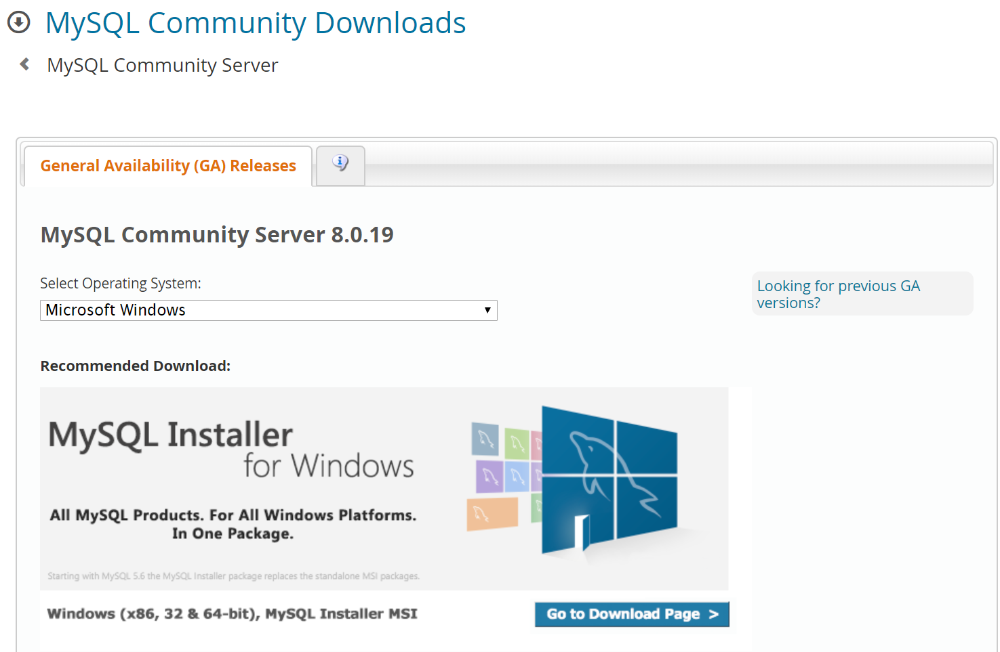 MySQL Community Downloads
MySQL Community Server
General Availability (GA) Releases
MySQL Community Server 8.0.19
Select Operating System:
Microsoft Windows
Looking for previous GA
versions?
Recommended Download:
MySQL Installer
for Windows
All MySQL Products. For All Windows Platforms.
In One Package.
Starting with MySQL 5.6 the MySQL Installer package replaces the standalone MSI packages.
Windows (x86, 32 & 64-bit), MySQL Installer MSI
Go to Download Page >